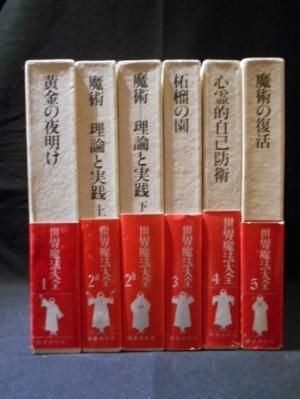 黄金の夜明け
世界魔法大全
1
魔術 理論と実践 上
世界魔法大全
2a
魔術 理論と実践 下
世界魔法大全
2b
柘榴の園
世界魔法大全
3
心霊的自己防衛
世界魔法大全
4
魔術の復活
世界魔法大全
5